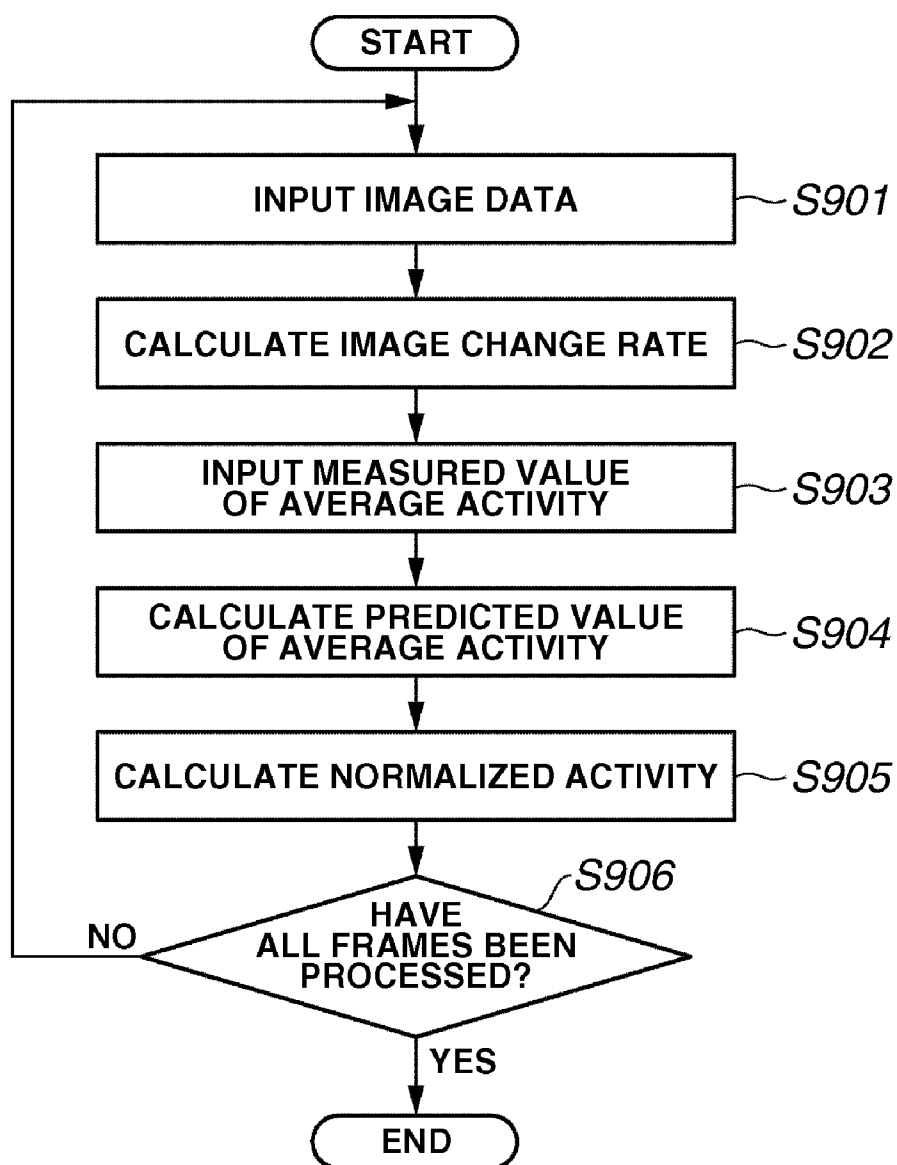 START
INPUT IMAGE DATA
S901
CALCULATE IMAGE CHANGE RATE
S902
INPUT MEASURED VALUE
OF AVERAGE ACTIVITY
S903
CALCULATE PREDICTED VALUE
OF AVERAGE ACTIVITY
S904
CALCULATE NORMALIZED ACTIVITY
S905
S906
HAVE
ALL FRAMES BEEN
PROCESSED?
NO
YES
END